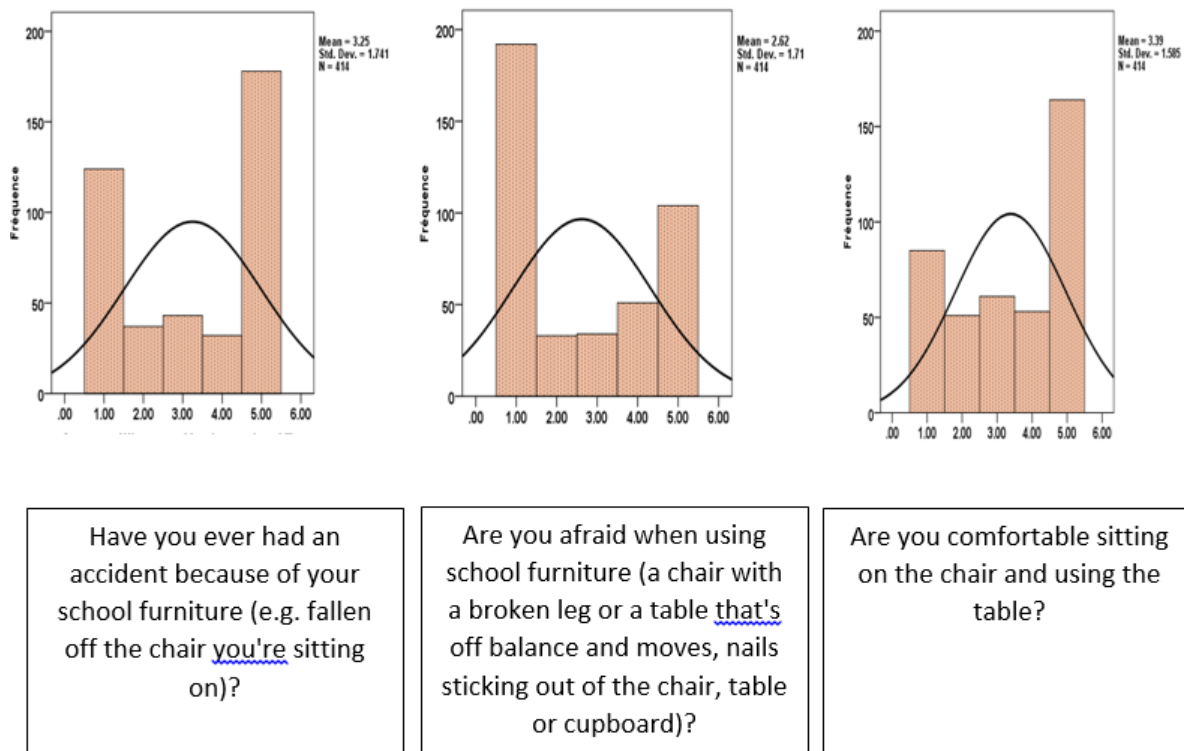 200
150
100
50
0
Fréquence
.00 1.00 2.00 3.00 4.00 5.00 6.00
Mean = 3.25
Std. Dev. = 1.741
N = 414
200
150
100
50
0
Fréquence
.00 1.00 2.00 3.00 4.00 5.00 6.00
Mean = 2.62
Std. Dev. = 1.71
N = 414
200
150
100
50
0
Fréquence
.00 1.00 2.00 3.00 4.00 5.00 6.00
Mean = 3.39
Std. Dev. = 1.585
N = 414
Have you ever had an
accident because of your
school furniture (e.g. fallen
off the chair you're sitting
on)?
Are you afraid when using
school furniture (a chair with
a broken leg or a table that's
off balance and moves, nails
sticking out of the chair, table
or cupboard)?
Are you comfortable sitting
on the chair and using the
table?